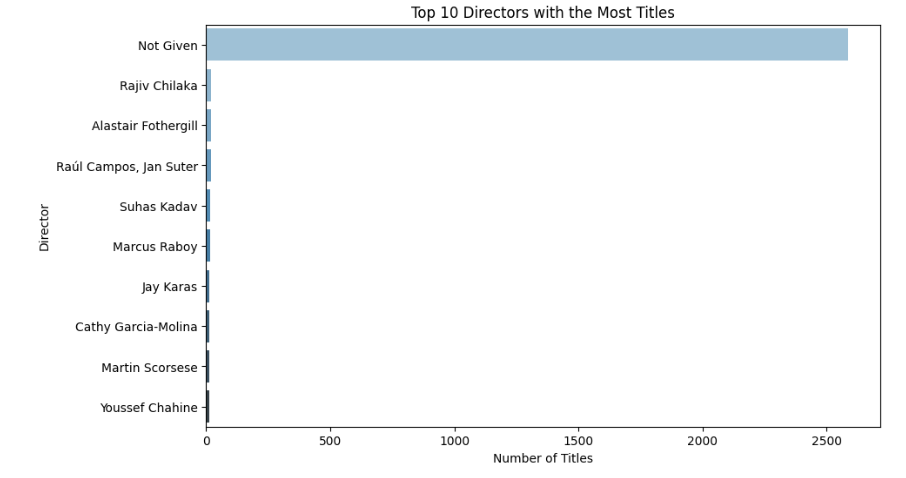 Top 10 Directors with the Most Titles
Director
Not Given
Rajiv Chilaka
Alastair Fothergill
Raúl Campos, Jan Suter
Suhas Kadav
Marcus Raboy
Jay Karas
Cathy Garcia-Molina
Martin Scorsese
Youssef Chahine
0 500 1000 1500 2000 2500
Number of Titles